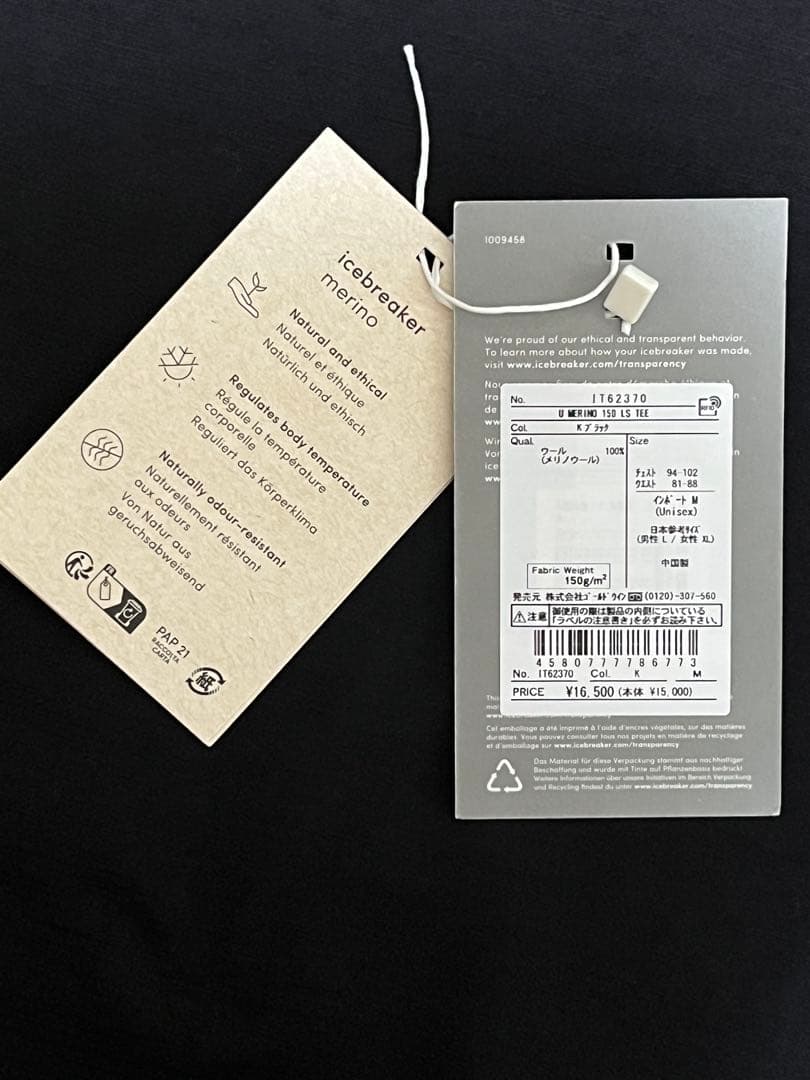 icebreaker
merino
Natural and ethical
Naturel et éthique
Natürlich und ethisch
Regulates body temperature
Régule la température
corporelle
Reguliert das Körperklima
Naturally odour-resistant
Naturellement résistant
aux odeurs
Von Natur aus
geruchsabweisend
PAP 21
RACCOLTA
CARTA
紙
1009458
We're proud of our ethical and transparent behavior.
To learn more about how your icebreaker was made,
visit www.icebreaker.com/transparency
No. IT62370
RFID
U MERINO 150 LS TEE
Col. K ブラック
Qual. Size
ウール 100%
(メリノウール)
チェスト 94-102
ウエスト 81-88
インポート M
(Unisex)
日本参考サイズ
(男性 L / 女性 XL)
中国製
Fabric Weight
150g/m²
発売元 株式会社ゴールドウイン (0120)-307-560
注意 御使用の際は製品の内側についている
「ラベルの注意書き」を必ずお読み下さい。
4580777786773
No. IT62370 Col. K M
PRICE ¥16,500 (本体 ¥15,000)
Cet emballage a été imprimé à l'aide d'encres végétales, sur des matières
durables. Vous pouvez consulter tous nos projets en matière de recyclage
et d'emballage sur www.icebreaker.com/transparency
Das Material für diese Verpackung stammt aus nachhaltiger
Beschaffung und wurde mit Tinte auf Pflanzenbasis bedruckt
Weitere Informationen über unsere Initiativen im Bereich Verpackung
und Recycling findest du unter www.icebreaker.com/transparency